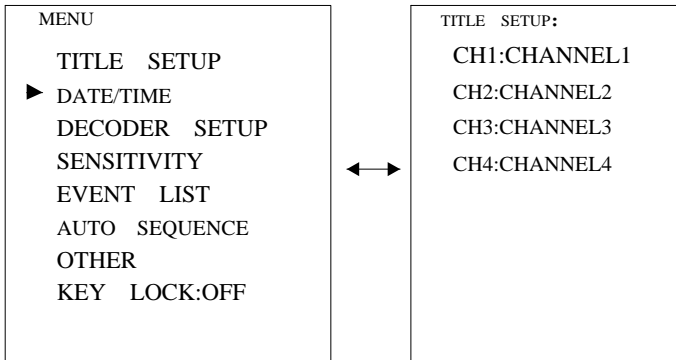 MENU
TITLE SETUP
DATE/TIME
DECODER SETUP
SENSITIVITY
EVENT LIST
AUTO SEQUENCE
OTHER
KEY LOCK:OFF
TITLE SETUP:
CH1:CHANNEL1
CH2:CHANNEL2
CH3:CHANNEL3
CH4:CHANNEL4